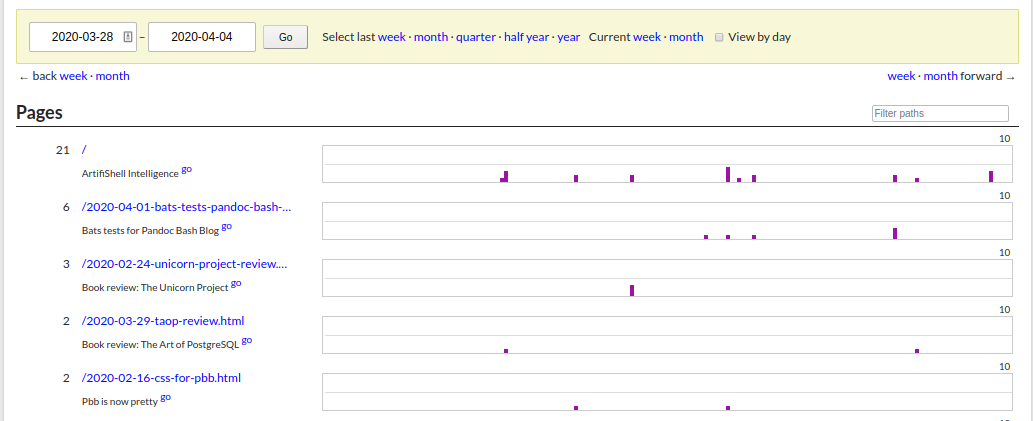 2020-03-28 – 2020-04-04 Go Select last week · month · quarter · half year · year Current week · month View by day
← back week · month week · month forward →
Pages Filter paths
10
21 /
ArtifiShell Intelligence go
10
6 /2020-04-01-bats-tests-pandoc-bash-...
Bats tests for Pandoc Bash Blog go
10
3 /2020-02-24-unicorn-project-review....
Book review: The Unicorn Project go
10
2 /2020-03-29-taop-review.html
Book review: The Art of PostgreSQL go
10
2 /2020-02-16-css-for-pbb.html
Pbb is now pretty go